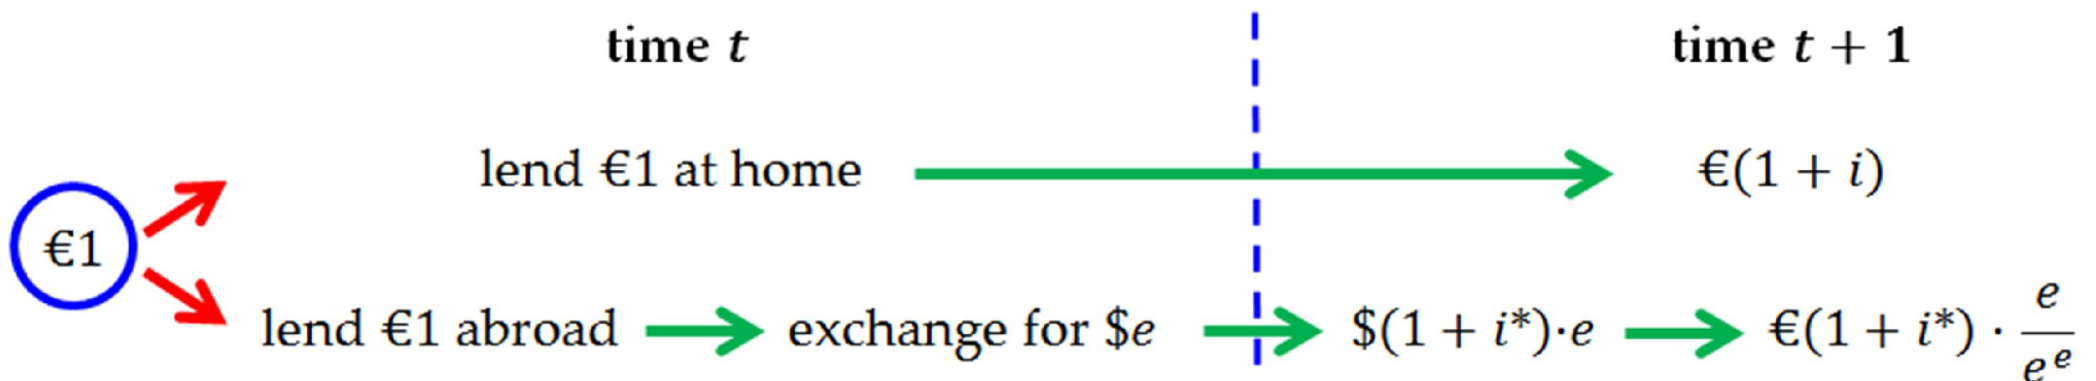 time t
time t + 1
lend €1 at home
€(1 + i)
€1
lend €1 abroad
exchange for $e
$(1 + i*)·e
€(1 + i*) · e/e^e